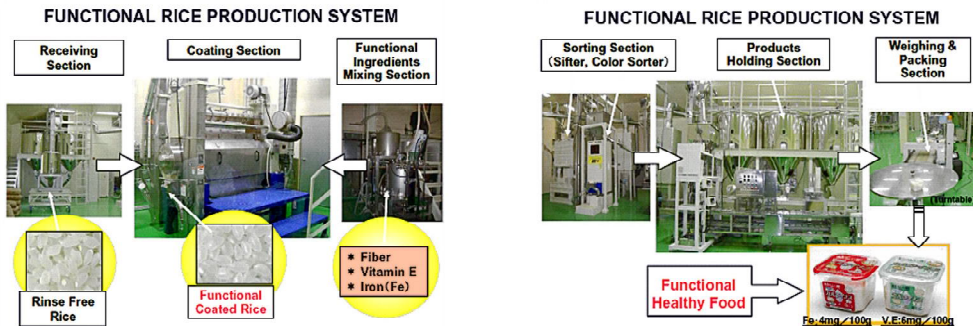 FUNCTIONAL RICE PRODUCTION SYSTEM
Receiving
Section
Coating Section
Functional
Ingredients
Mixing Section
Rinse Free
Rice
Functional
Coated Rice
* Fiber
* Vitamin E
* Iron(Fe)
FUNCTIONAL RICE PRODUCTION SYSTEM
Sorting Section
(Sifter, Color Sorter)
Products
Holding Section
Weighing &
Packing
Section
(Turntable
Functional
Healthy Food
Fe:4mg/100g
V.E:6mg/100g